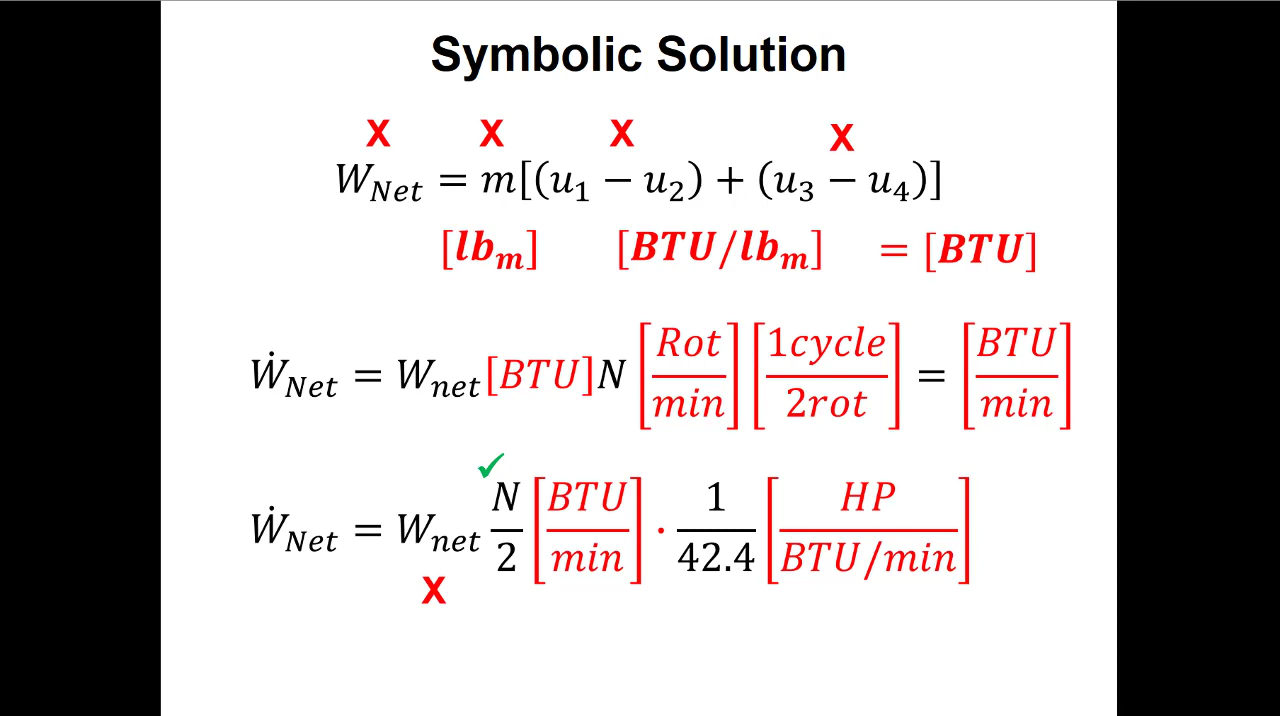 Symbolic Solution
X X X X
W_Net = m[(u_1 − u_2) + (u_3 − u_4)]
[lb_m] [BTU/lb_m] = [BTU]
Ẇ_Net = W_net [BTU] N [Rot/min] [1cycle/2rot] = [BTU/min]
✓
Ẇ_Net = W_net N/2 [BTU/min] · 1/42.4 [HP/(BTU/min)]
X